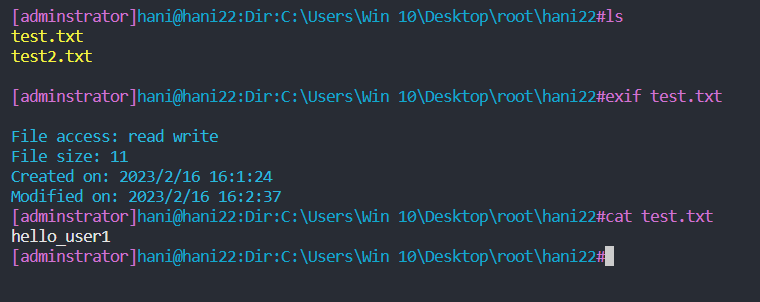 [adminstrator]hani@hani22:Dir:C:\Users\Win 10\Desktop\root\hani22#ls
test.txt
test2.txt
[adminstrator]hani@hani22:Dir:C:\Users\Win 10\Desktop\root\hani22#exif test.txt
File access: read write
File size: 11
Created on: 2023/2/16 16:1:24
Modified on: 2023/2/16 16:2:37
[adminstrator]hani@hani22:Dir:C:\Users\Win 10\Desktop\root\hani22#cat test.txt
hello_user1
[adminstrator]hani@hani22:Dir:C:\Users\Win 10\Desktop\root\hani22#